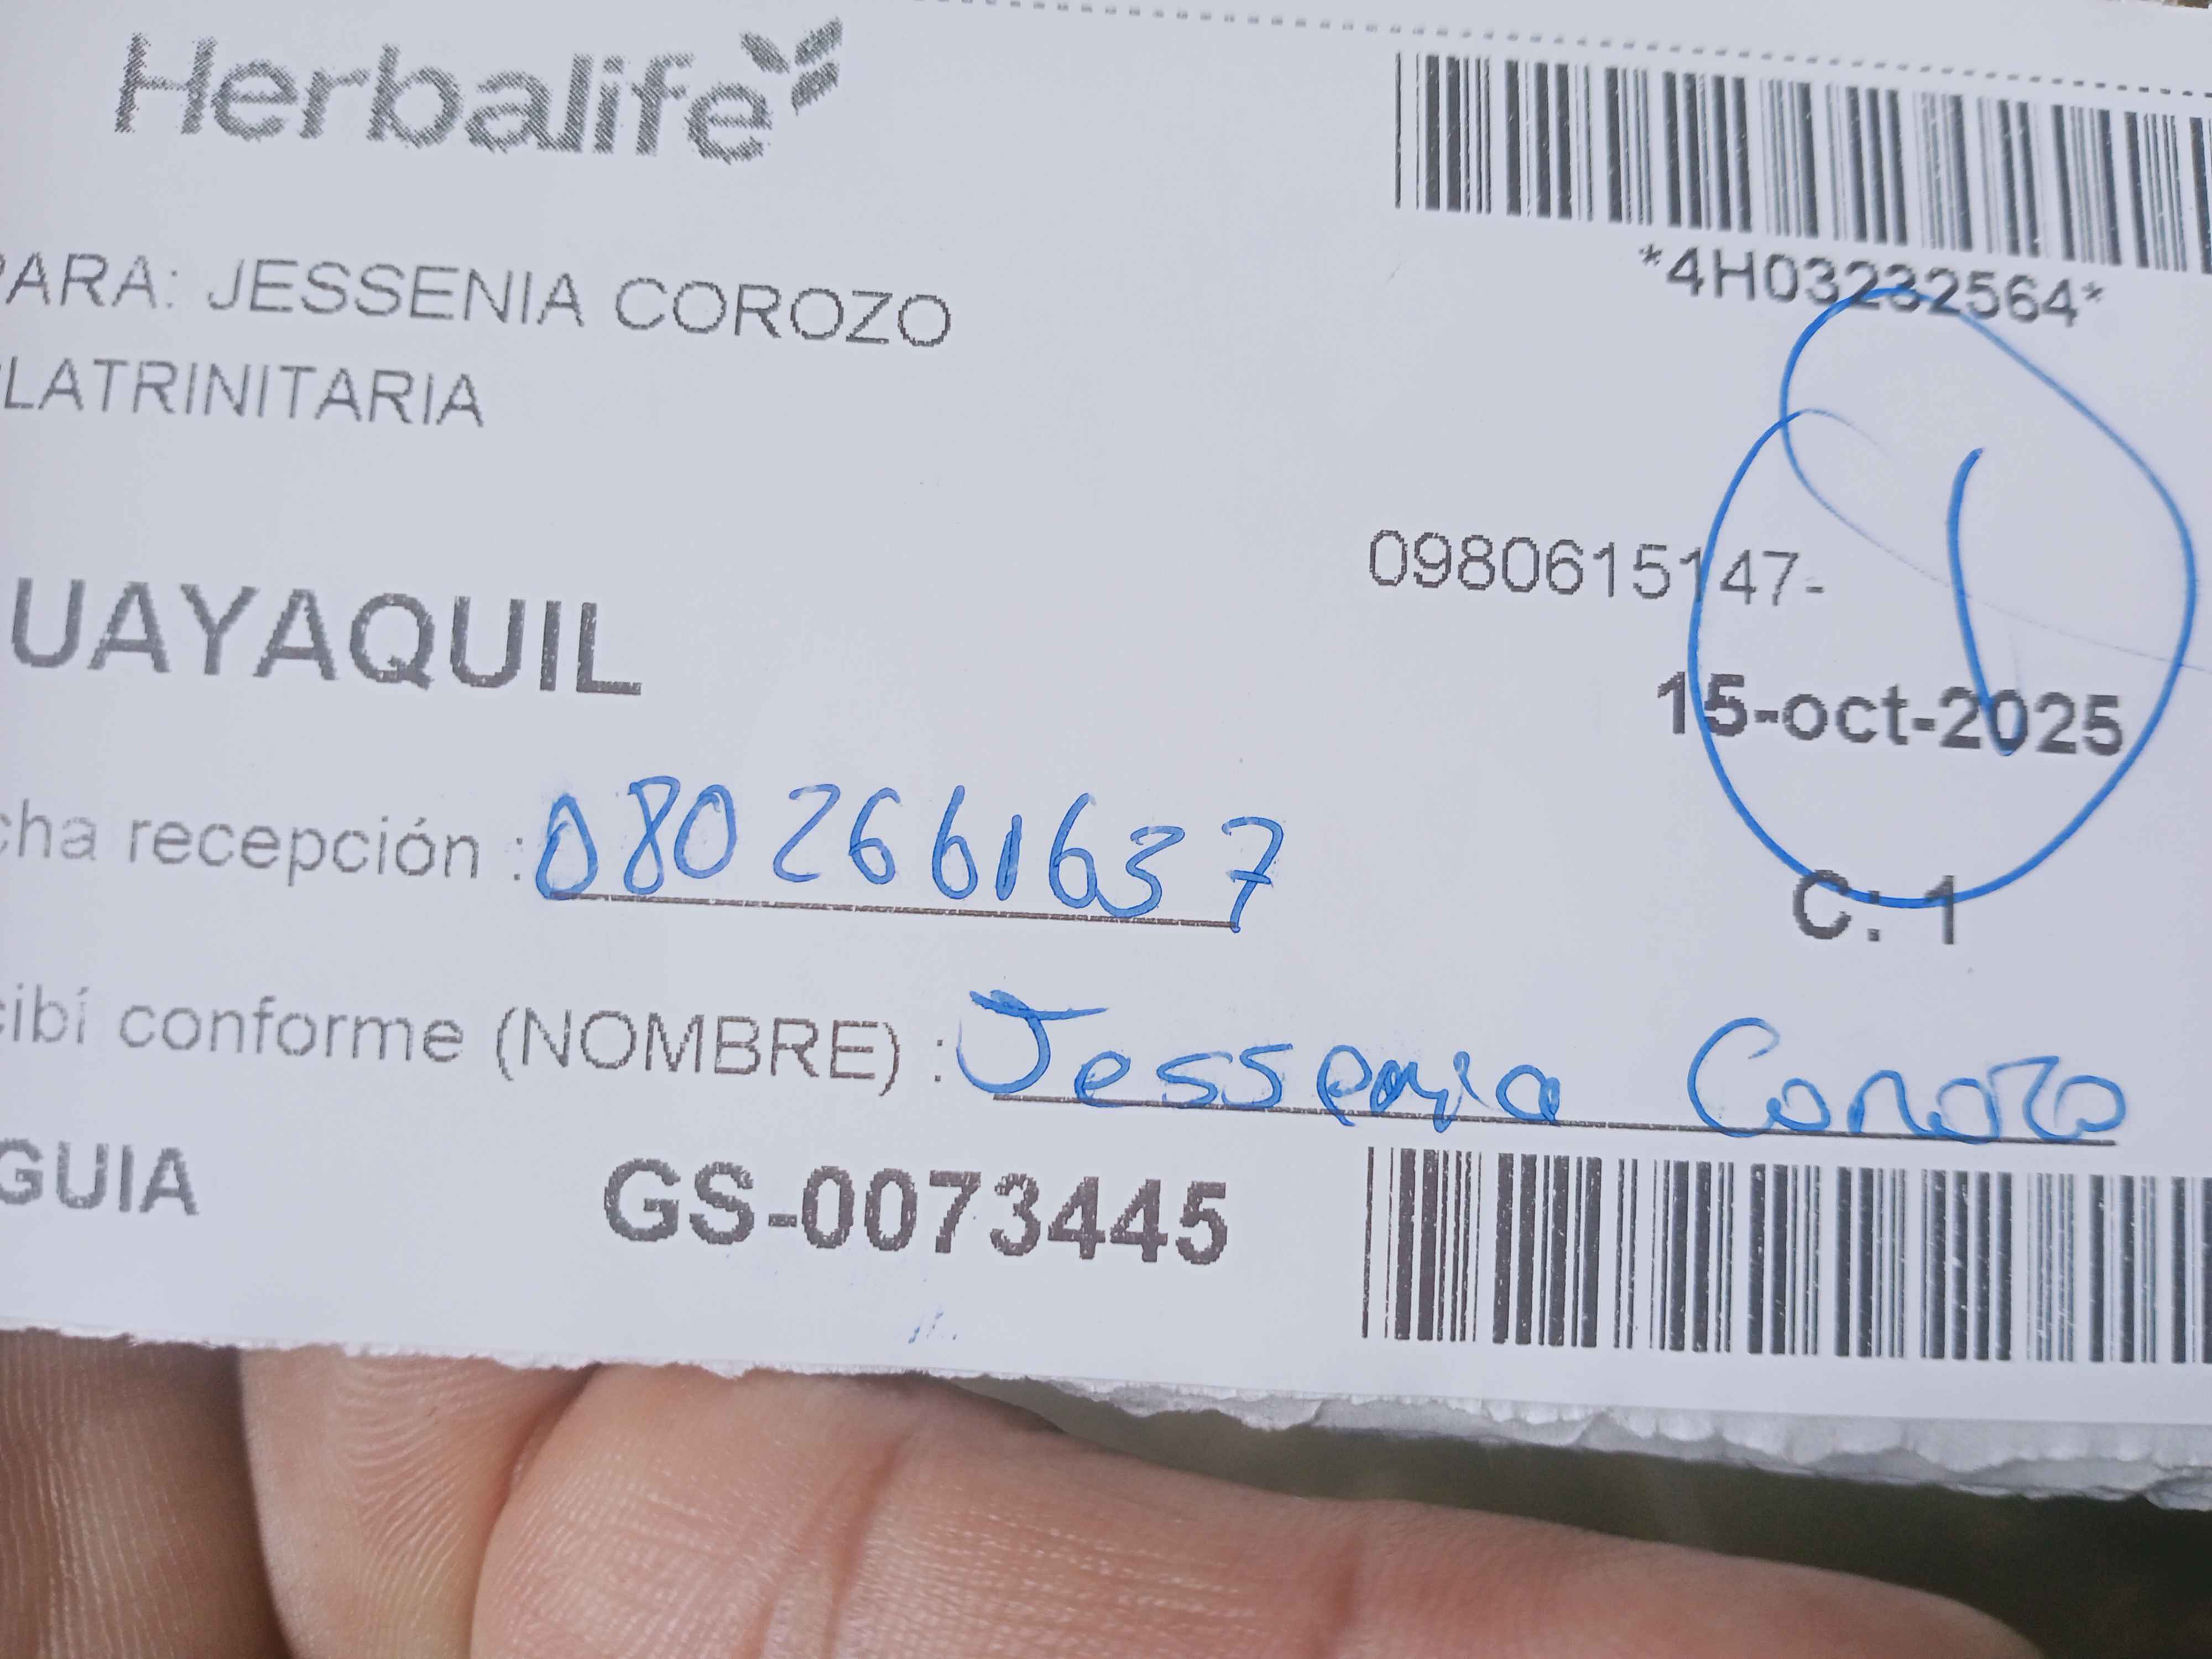 Herbalife
*4H03232564*
PARA: JESSENIA COROZO
LATRINITARIA
0980615147-
UAYAQUIL
15-oct-2025
C: 1
cha recepción : 0802661637
cibí conforme (NOMBRE) : Jessenia Corozo
GUIA GS-0073445